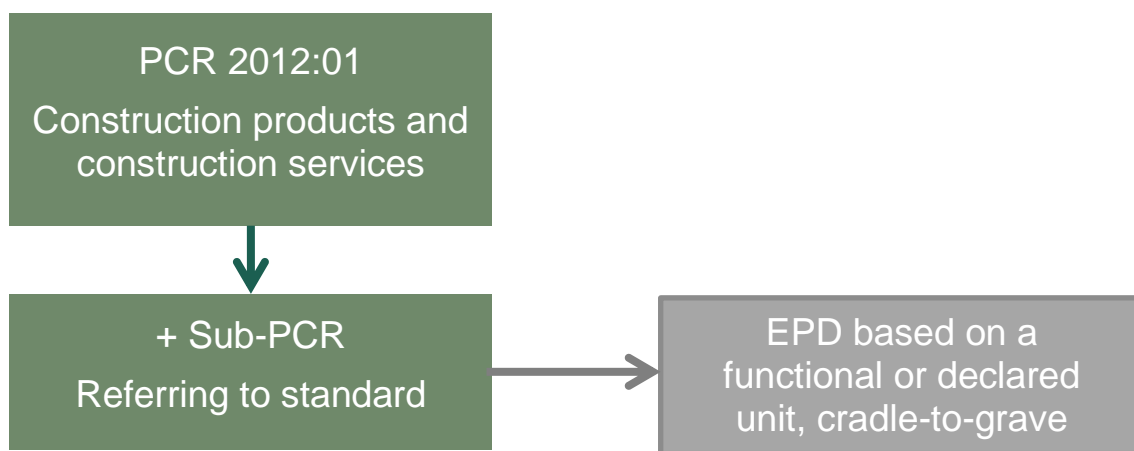 PCR 2012:01
Construction products and
construction services
+ Sub-PCR
Referring to standard
EPD based on a
functional or declared
unit, cradle-to-grave